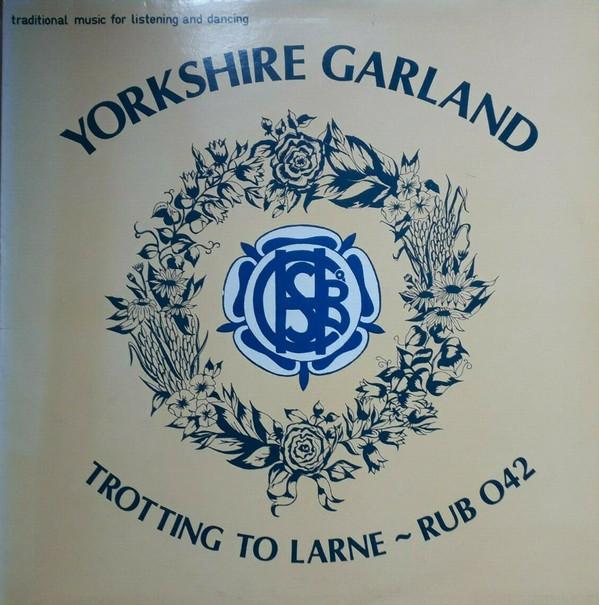 traditional music for listening and dancing
YORKSHIRE GARLAND
TROTTING TO LARNE ~ RUB 042